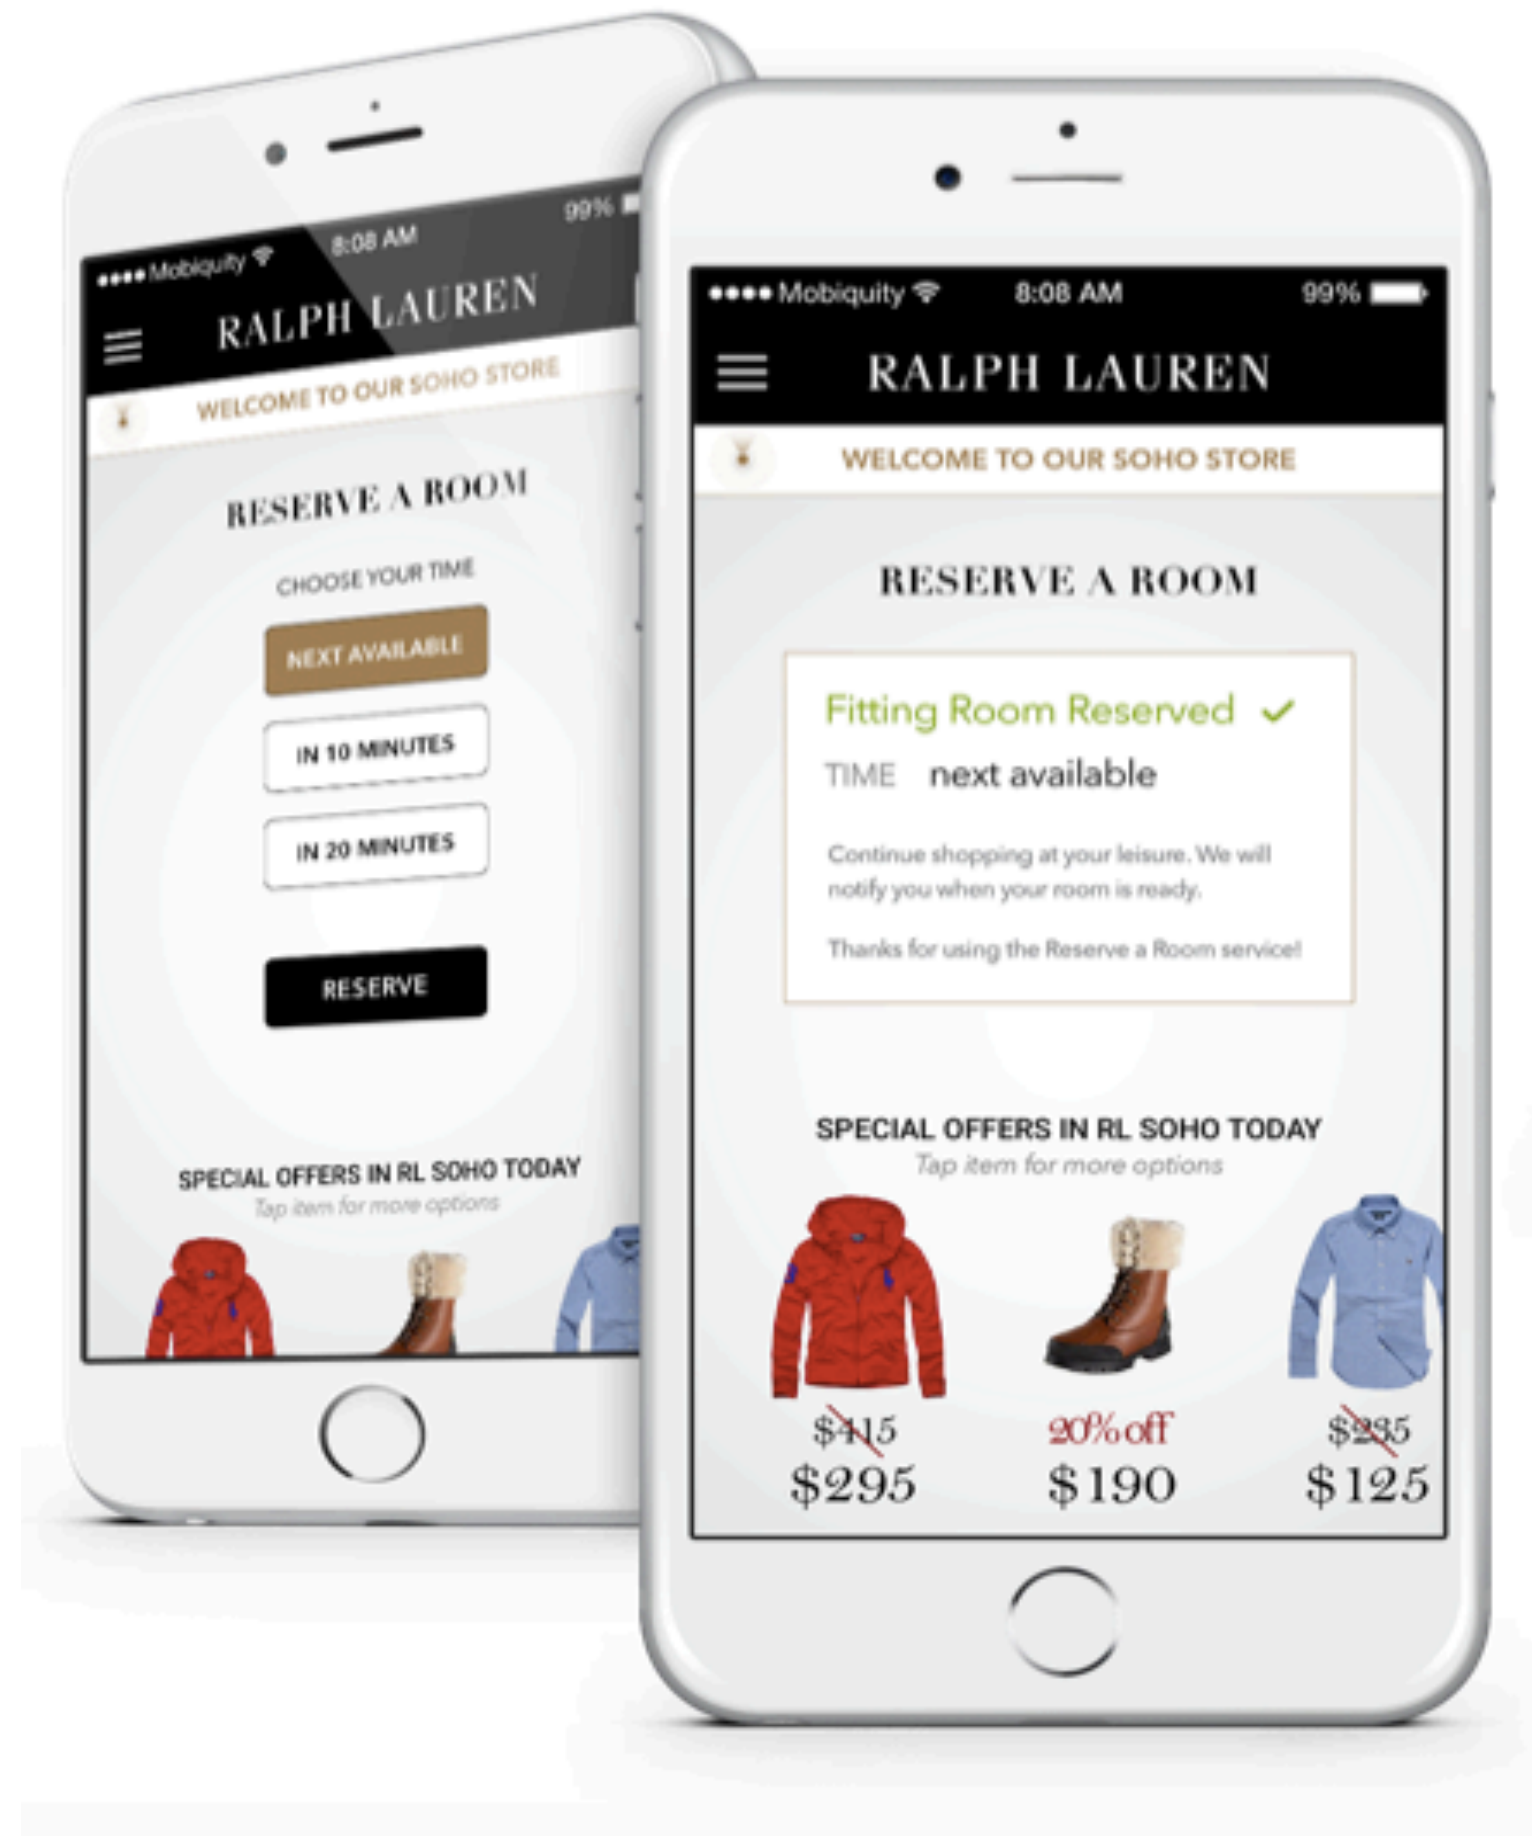 Mobiquity 8:08 AM 99%
RALPH LAUREN
WELCOME TO OUR SOHO STORE
RESERVE A ROOM
CHOOSE YOUR TIME
NEXT AVAILABLE
IN 10 MINUTES
IN 20 MINUTES
RESERVE
SPECIAL OFFERS IN RL SOHO TODAY
Tap item for more options
Mobiquity 8:08 AM 99%
RALPH LAUREN
WELCOME TO OUR SOHO STORE
RESERVE A ROOM
Fitting Room Reserved
TIME next available
Continue shopping at your leisure. We will
notify you when your room is ready.
Thanks for using the Reserve a Room service!
SPECIAL OFFERS IN RL SOHO TODAY
Tap item for more options
$415 20% off $235
$295 $190 $125